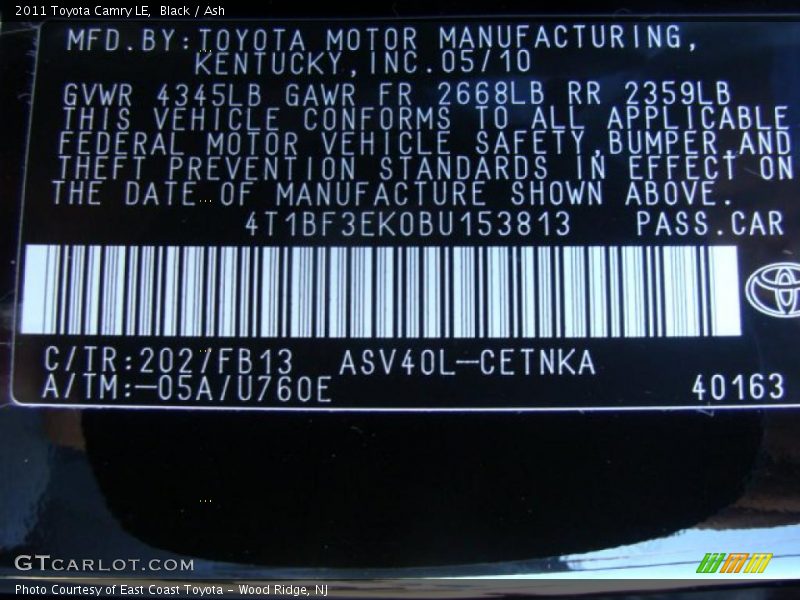 2011 Toyota Camry LE, Black / Ash
MFD.BY:TOYOTA MOTOR MANUFACTURING,
KENTUCKY,INC.05/10
GVWR 4345LB GAWR FR 2668LB RR 2359LB
THIS VEHICLE CONFORMS TO ALL APPLICABLE
FEDERAL MOTOR VEHICLE SAFETY,BUMPER,AND
THEFT PREVENTION STANDARDS IN EFFECT ON
THE DATE OF MANUFACTURE SHOWN ABOVE.
4T1BF3EK0BU153813 PASS.CAR
C/TR:202/FB13 ASV40L-CETNKA
A/TM:-05A/U760E 40163
GTCARLOT.COM
Photo Courtesy of East Coast Toyota - Wood Ridge, NJ